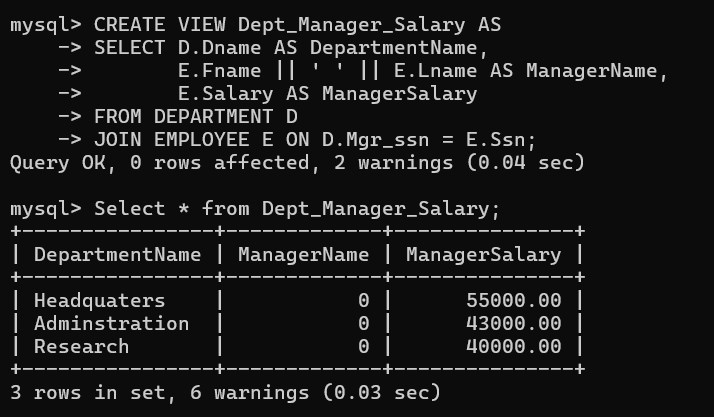 mysql> CREATE VIEW Dept_Manager_Salary AS
    -> SELECT D.Dname AS DepartmentName,
    ->        E.Fname || ' ' || E.Lname AS ManagerName,
    ->        E.Salary AS ManagerSalary
    -> FROM DEPARTMENT D
    -> JOIN EMPLOYEE E ON D.Mgr_ssn = E.Ssn;
Query OK, 0 rows affected, 2 warnings (0.04 sec)

mysql> Select * from Dept_Manager_Salary;
+----------------+-------------+---------------+
| DepartmentName | ManagerName | ManagerSalary |
+----------------+-------------+---------------+
| Headquaters    |           0 |      55000.00 |
| Adminstration  |           0 |      43000.00 |
| Research       |           0 |      40000.00 |
+----------------+-------------+---------------+
3 rows in set, 6 warnings (0.03 sec)